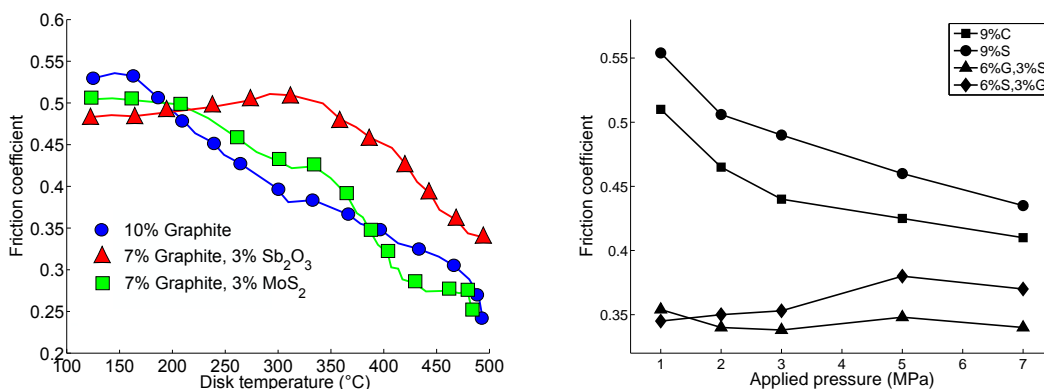 0.6
0.55
0.5
0.45
0.4
0.35
0.3
0.25
0.2
Friction coefficient
10% Graphite
7% Graphite, 3% Sb₂O₃
7% Graphite, 3% MoS₂
100 150 200 250 300 350 400 450 500
Disk temperature (°C)
9%C
9%S
6%G,3%S
6%S,3%G
0.55
0.5
0.45
0.4
0.35
Friction coefficient
1 2 3 4 5 6 7
Applied pressure (MPa)